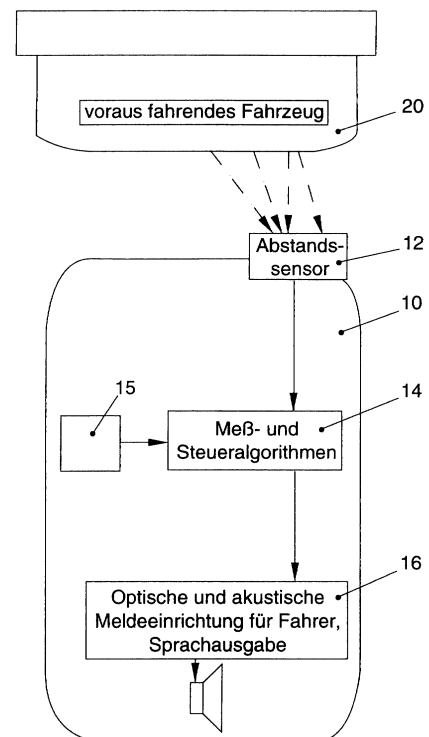 voraus fahrendes Fahrzeug
20
Abstands-
sensor
12
10
15
14
Meß- und
Steueralgorithmen
16
Optische und akustische
Meldeeinrichtung für Fahrer,
Sprachausgabe